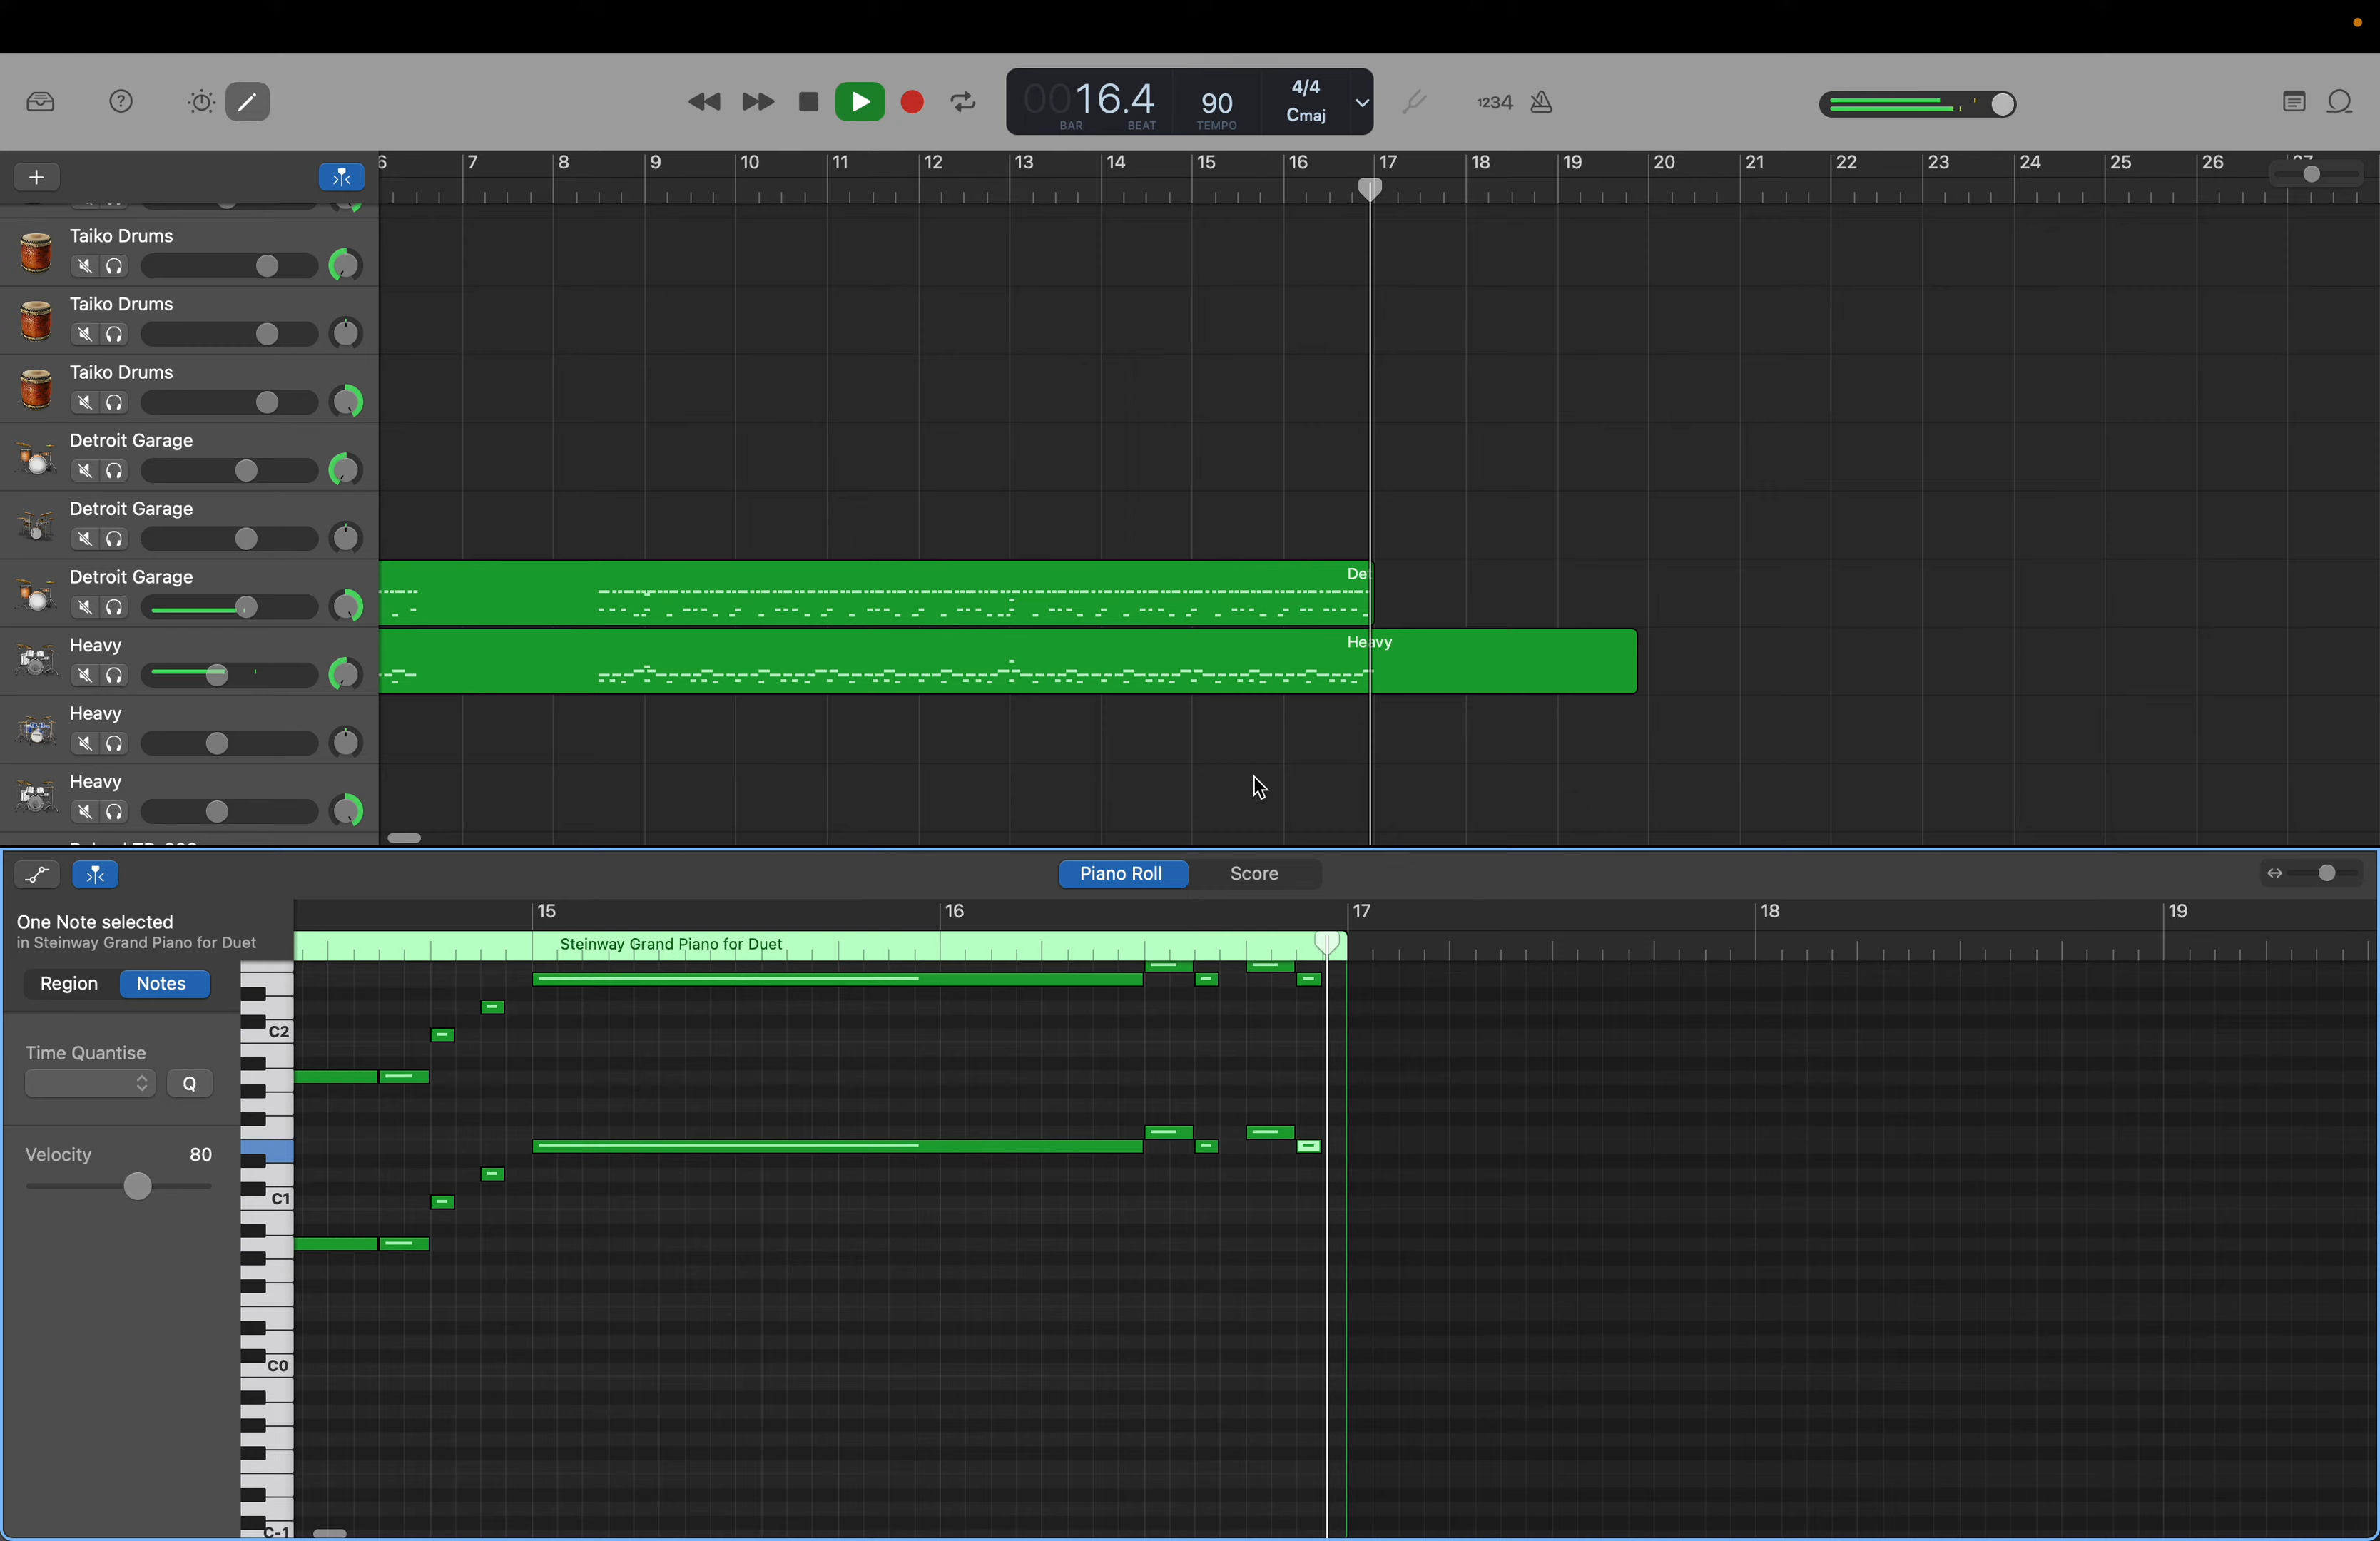 0016.4
BAR
BEAT
90
TEMPO
4/4
Cmaj
1234
6 7 8 9 10 11 12 13 14 15 16 17 18 19 20 21 22 23 24 25 26 27
Taiko Drums
Taiko Drums
Taiko Drums
Detroit Garage
Detroit Garage
Detroit Garage
Det
Heavy
Heavy
Heavy
Heavy
Piano Roll
Score
15 16 17 18 19
One Note selected
in Steinway Grand Piano for Duet
Steinway Grand Piano for Duet
Region
Notes
C2
Time Quantise
Q
Velocity
80
C1
C0
C-1